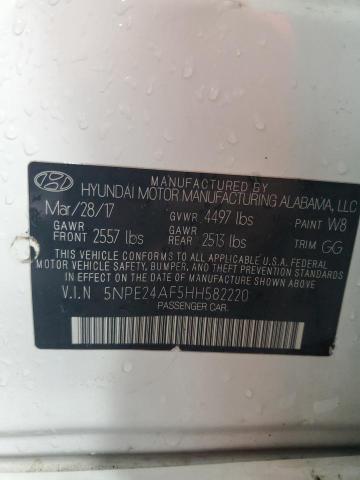 MANUFACTURED BY
HYUNDAI MOTOR MANUFACTURING ALABAMA, LLC
Mar/28/17 GVWR 4497 lbs PAINT W8
GAWR FRONT 2557 lbs GAWR REAR 2513 lbs TRIM GG
THIS VEHICLE CONFORMS TO ALL APPLICABLE U.S.A FEDERAL
MOTOR VEHICLE SAFETY, BUMPER, AND THEFT PREVENTION STANDARDS
IN EFFECT ON THE DATE OF MANUFACTURE SHOWN ABOVE.
V.I.N 5NPE24AF5HH582220
PASSENGER CAR